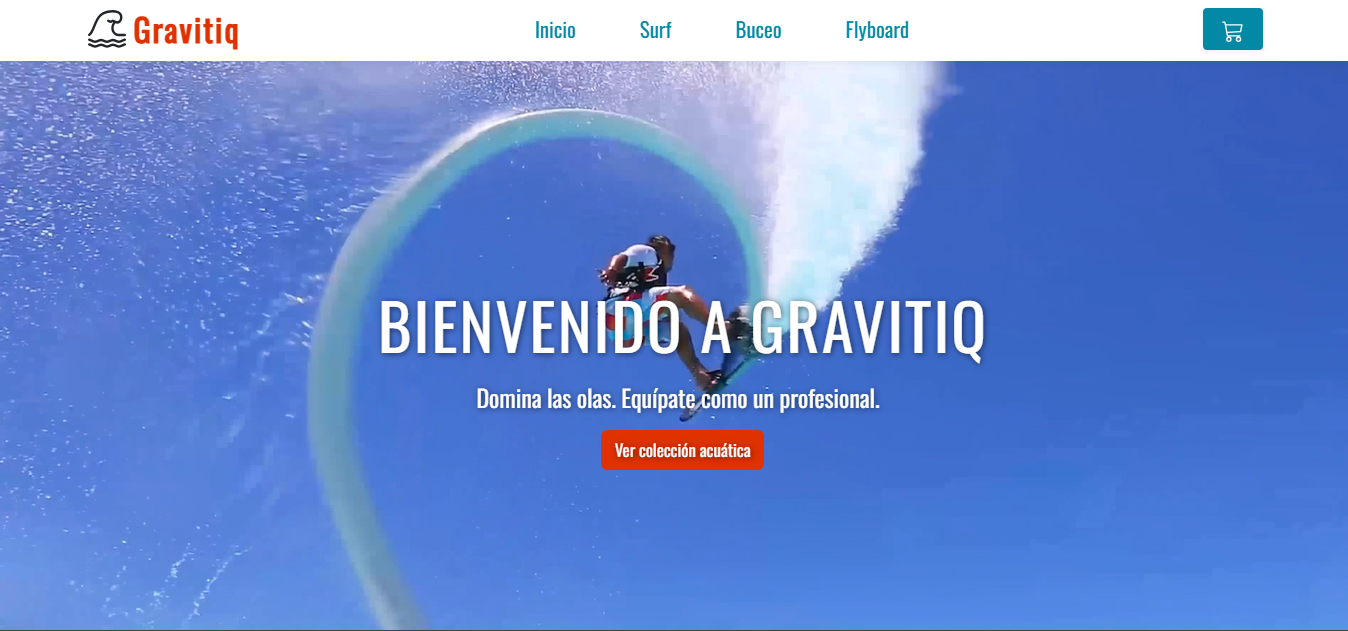 Gravitiq
Inicio
Surf
Buceo
Flyboard
BIENVENIDO A GRAVITIQ
Domina las olas. Equípate como un profesional.
Ver colección acuática